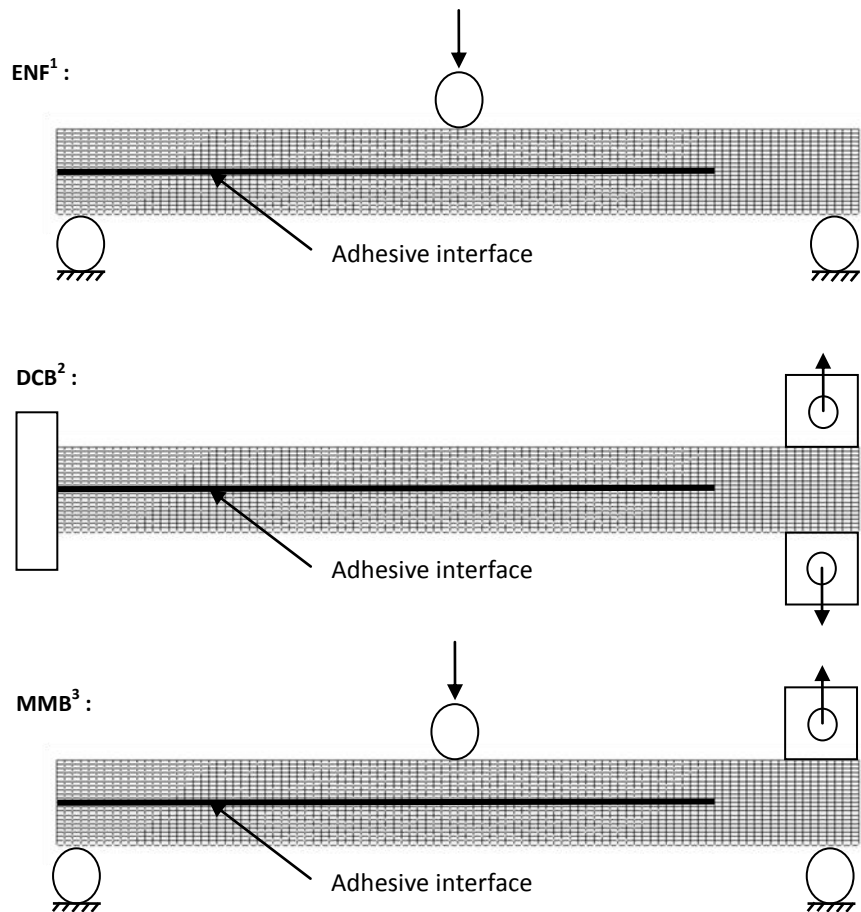 ENF¹ :
Adhesive interface
DCB² :
Adhesive interface
MMB³ :
Adhesive interface